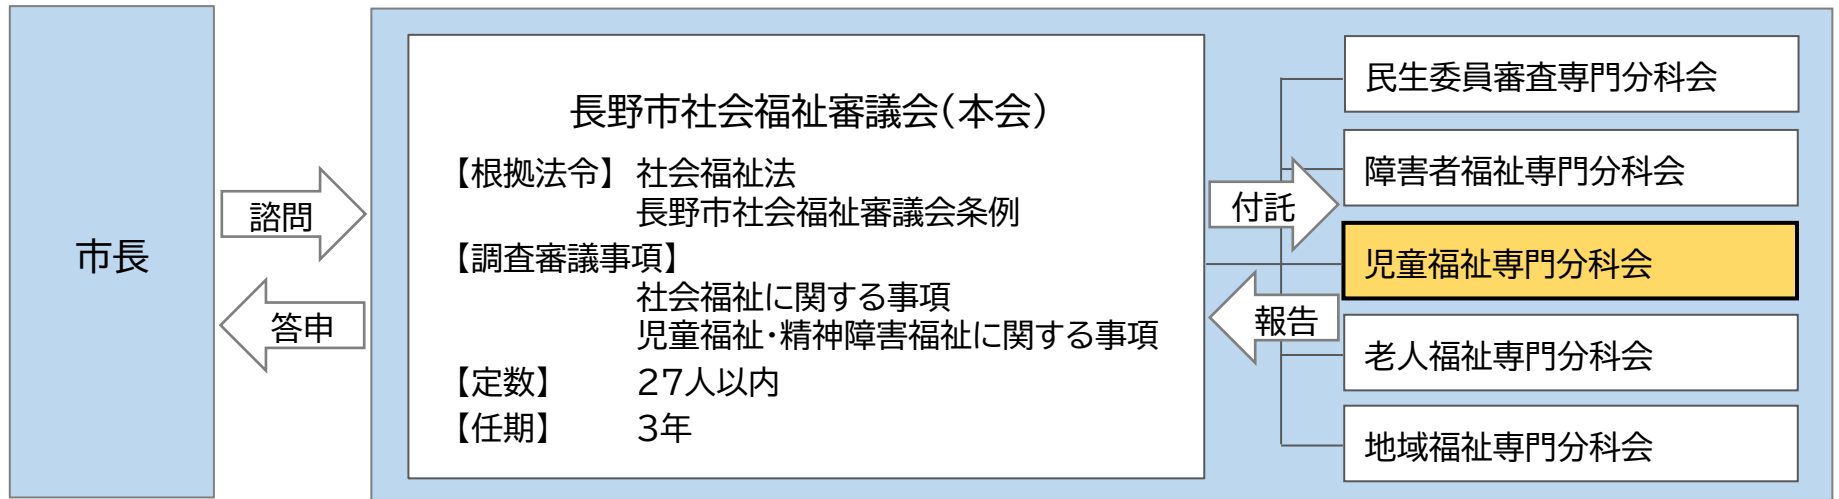 市長
諮問
答申
長野市社会福祉審議会(本会)
【根拠法令】 社会福祉法
長野市社会福祉審議会条例
【調査審議事項】
社会福祉に関する事項
児童福祉・精神障害福祉に関する事項
【定数】 27人以内
【任期】 3年
付託
報告
民生委員審査専門分科会
障害者福祉専門分科会
児童福祉専門分科会
老人福祉専門分科会
地域福祉専門分科会